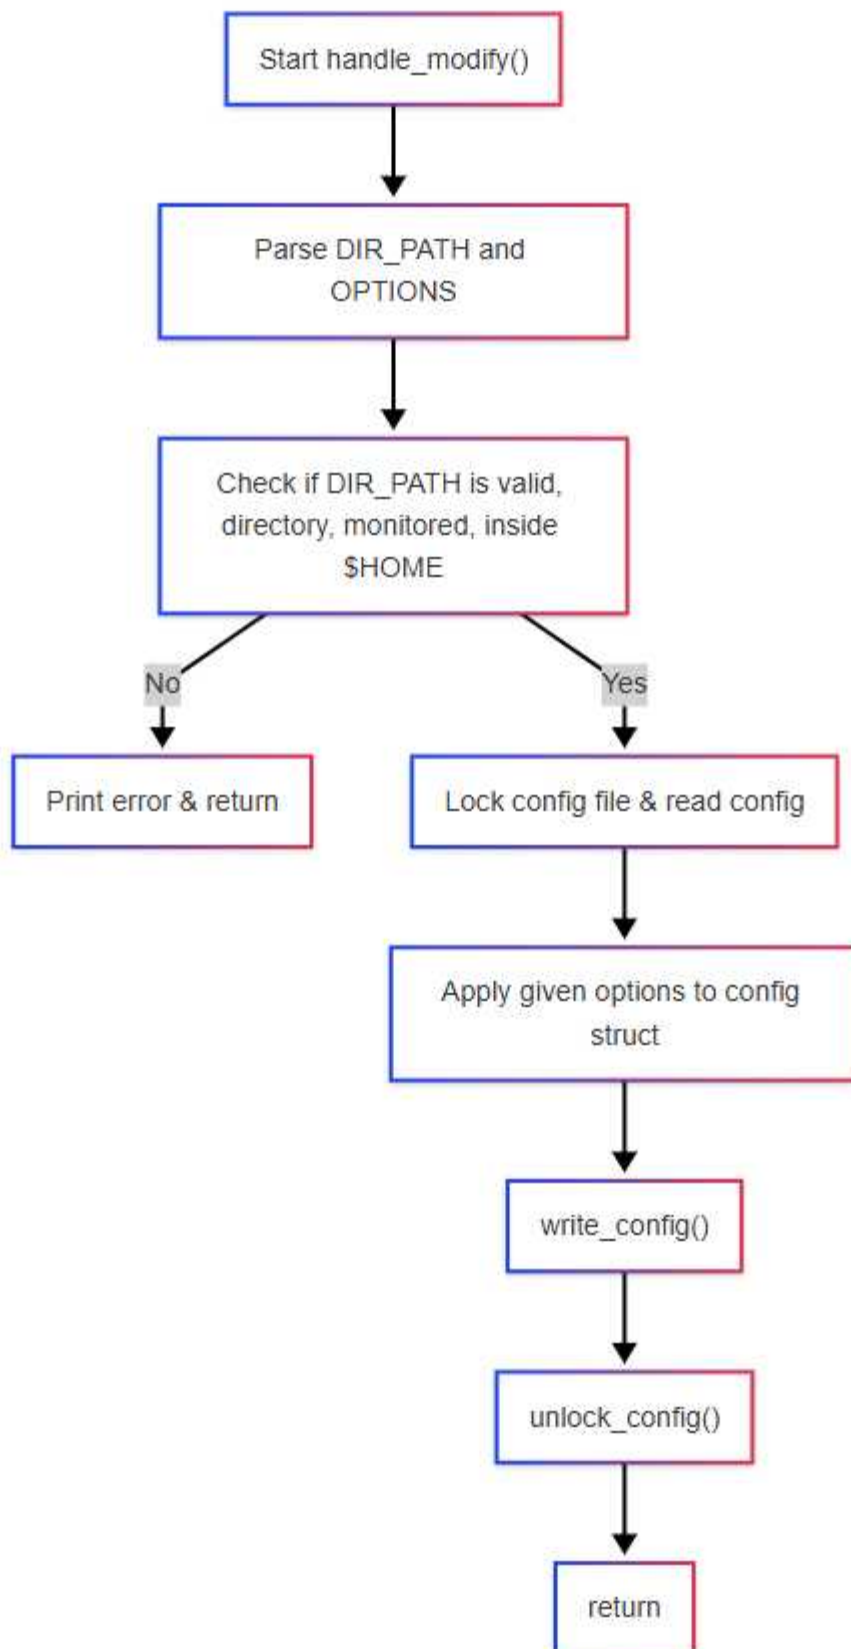 Start handle_modify()
Parse DIR_PATH and
OPTIONS
Check if DIR_PATH is valid,
directory, monitored, inside
$HOME
No
Yes
Print error & return
Lock config file & read config
Apply given options to config
struct
write_config()
unlock_config()
return